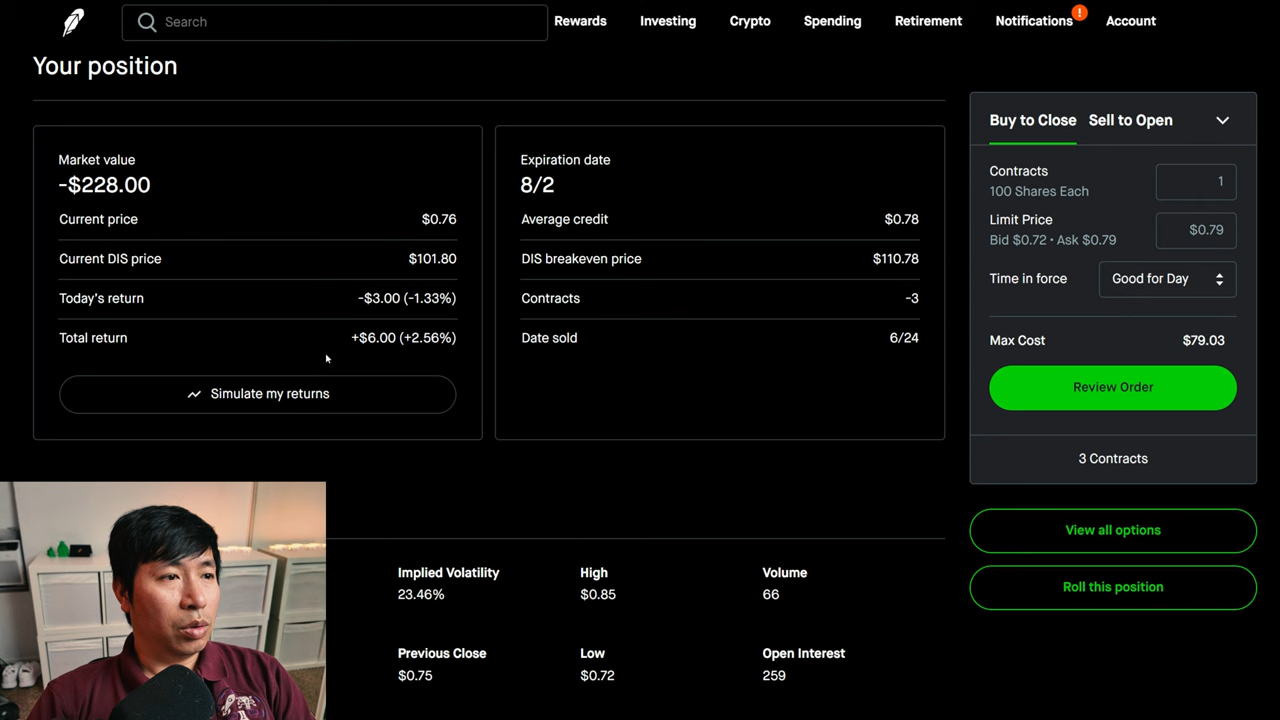 Search
Rewards
Investing
Crypto
Spending
Retirement
Notifications
!
Account
Your position
Market value
-$228.00
Current price $0.76
Current DIS price $101.80
Today's return -$3.00 (-1.33%)
Total return +$6.00 (+2.56%)
Simulate my returns
Expiration date
8/2
Average credit $0.78
DIS breakeven price $110.78
Contracts -3
Date sold 6/24
Buy to Close Sell to Open
Contracts 1
100 Shares Each
Limit Price $0.79
Bid $0.72 • Ask $0.79
Time in force Good for Day
Max Cost $79.03
Review Order
3 Contracts
View all options
Roll this position
Implied Volatility High Volume
23.46% $0.85 66
Previous Close Low Open Interest
$0.75 $0.72 259